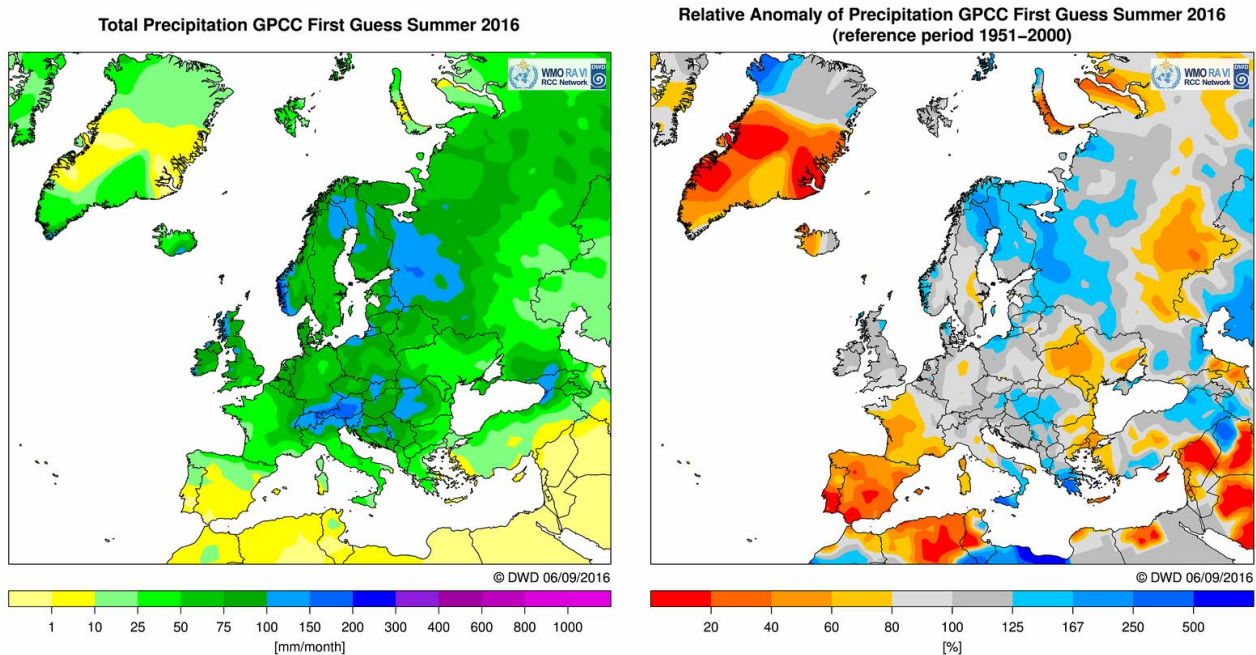 Total Precipitation GPCC First Guess Summer 2016
WMO RA VI
RCC Network
DWD
© DWD 06/09/2016
1 10 25 50 75 100 150 200 300 400 600 800 1000
[mm/month]
Relative Anomaly of Precipitation GPCC First Guess Summer 2016
(reference period 1951−2000)
WMO RA VI
RCC Network
DWD
© DWD 06/09/2016
20 40 60 80 100 125 167 250 500
[%]